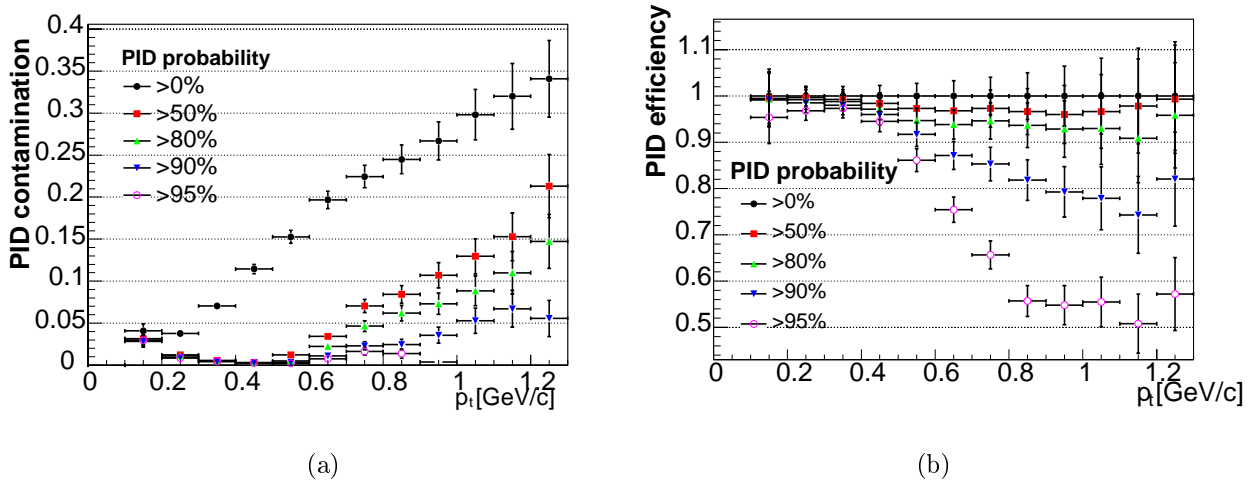 PID contamination
0.4
0.35
0.3
0.25
0.2
0.15
0.1
0.05
0
PID probability
>0%
>50%
>80%
>90%
>95%
0 0.2 0.4 0.6 0.8 1 1.2
pt[GeV/c]
(a)
PID efficiency
1.1
1
0.9
0.8
0.7
0.6
0.5
PID probability
>0%
>50%
>80%
>90%
>95%
0 0.2 0.4 0.6 0.8 1 1.2
pt[GeV/c]
(b)